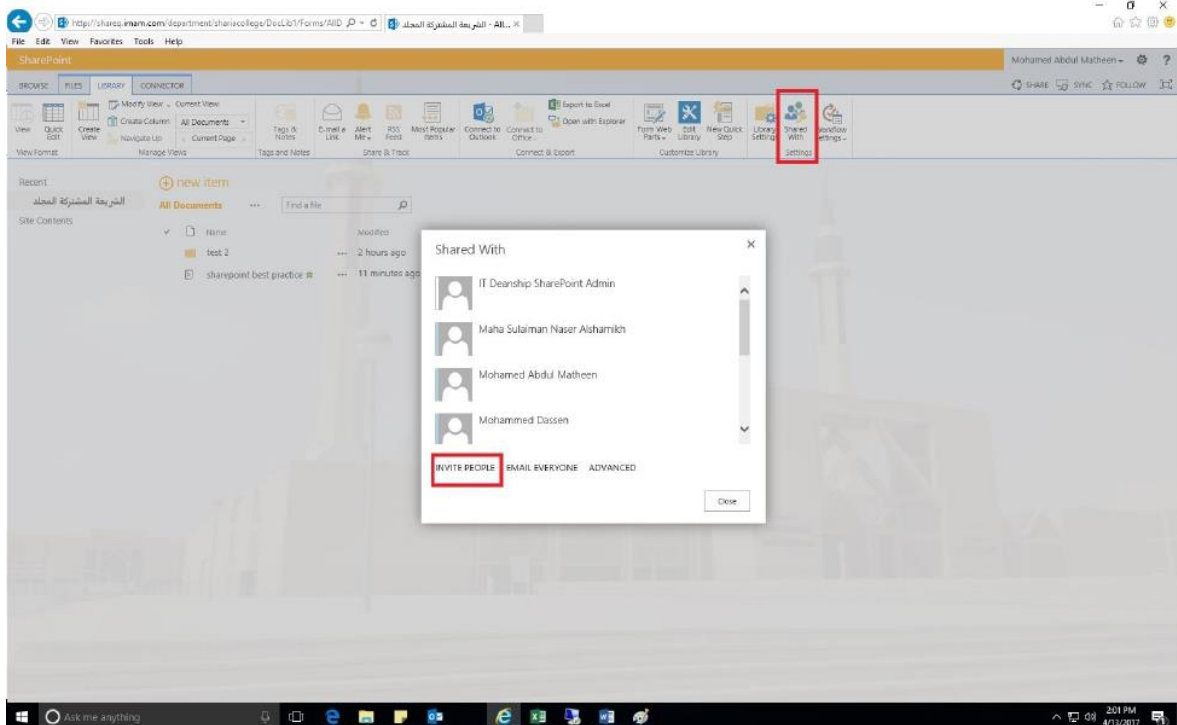 http://shareg.imam.com/department/shariacollege/DocLib1/Forms/AllD
الشريعة المشتركة المجلد - All...
File Edit View Favorites Tools Help
SharePoint
Mohamed Abdul Matheen
BROWSE FILES LIBRARY CONNECTOR
SHARE SYNC FOLLOW
View
Quick Edit
Create View
Modify View
Create Column
Navigate Up
Current View:
All Documents
Current Page
Tags & Notes
E-mail a Link
Alert Me
RSS Feed
Most Popular Items
Connect to Outlook
Connect to Office
Export to Excel
Open with Explorer
Form Web Parts
Edit Library
New Quick Step
Library Settings
Shared With
Workflow Settings
View Format
Manage Views
Tags and Notes
Share & Track
Connect & Export
Customize Library
Settings
Recent
الشريعة المشتركة المجلد
Site Contents
new item
All Documents ... Find a file
Name Modified
test 2 ... 2 hours ago
sharepoint best practice ... 11 minutes ago
Shared With
IT Deanship SharePoint Admin
Maha Sulaiman Naser Alshamikh
Mohamed Abdul Matheen
Mohammed Dassen
INVITE PEOPLE EMAIL EVERYONE ADVANCED
Close
Ask me anything
2:01 PM
4/13/2017